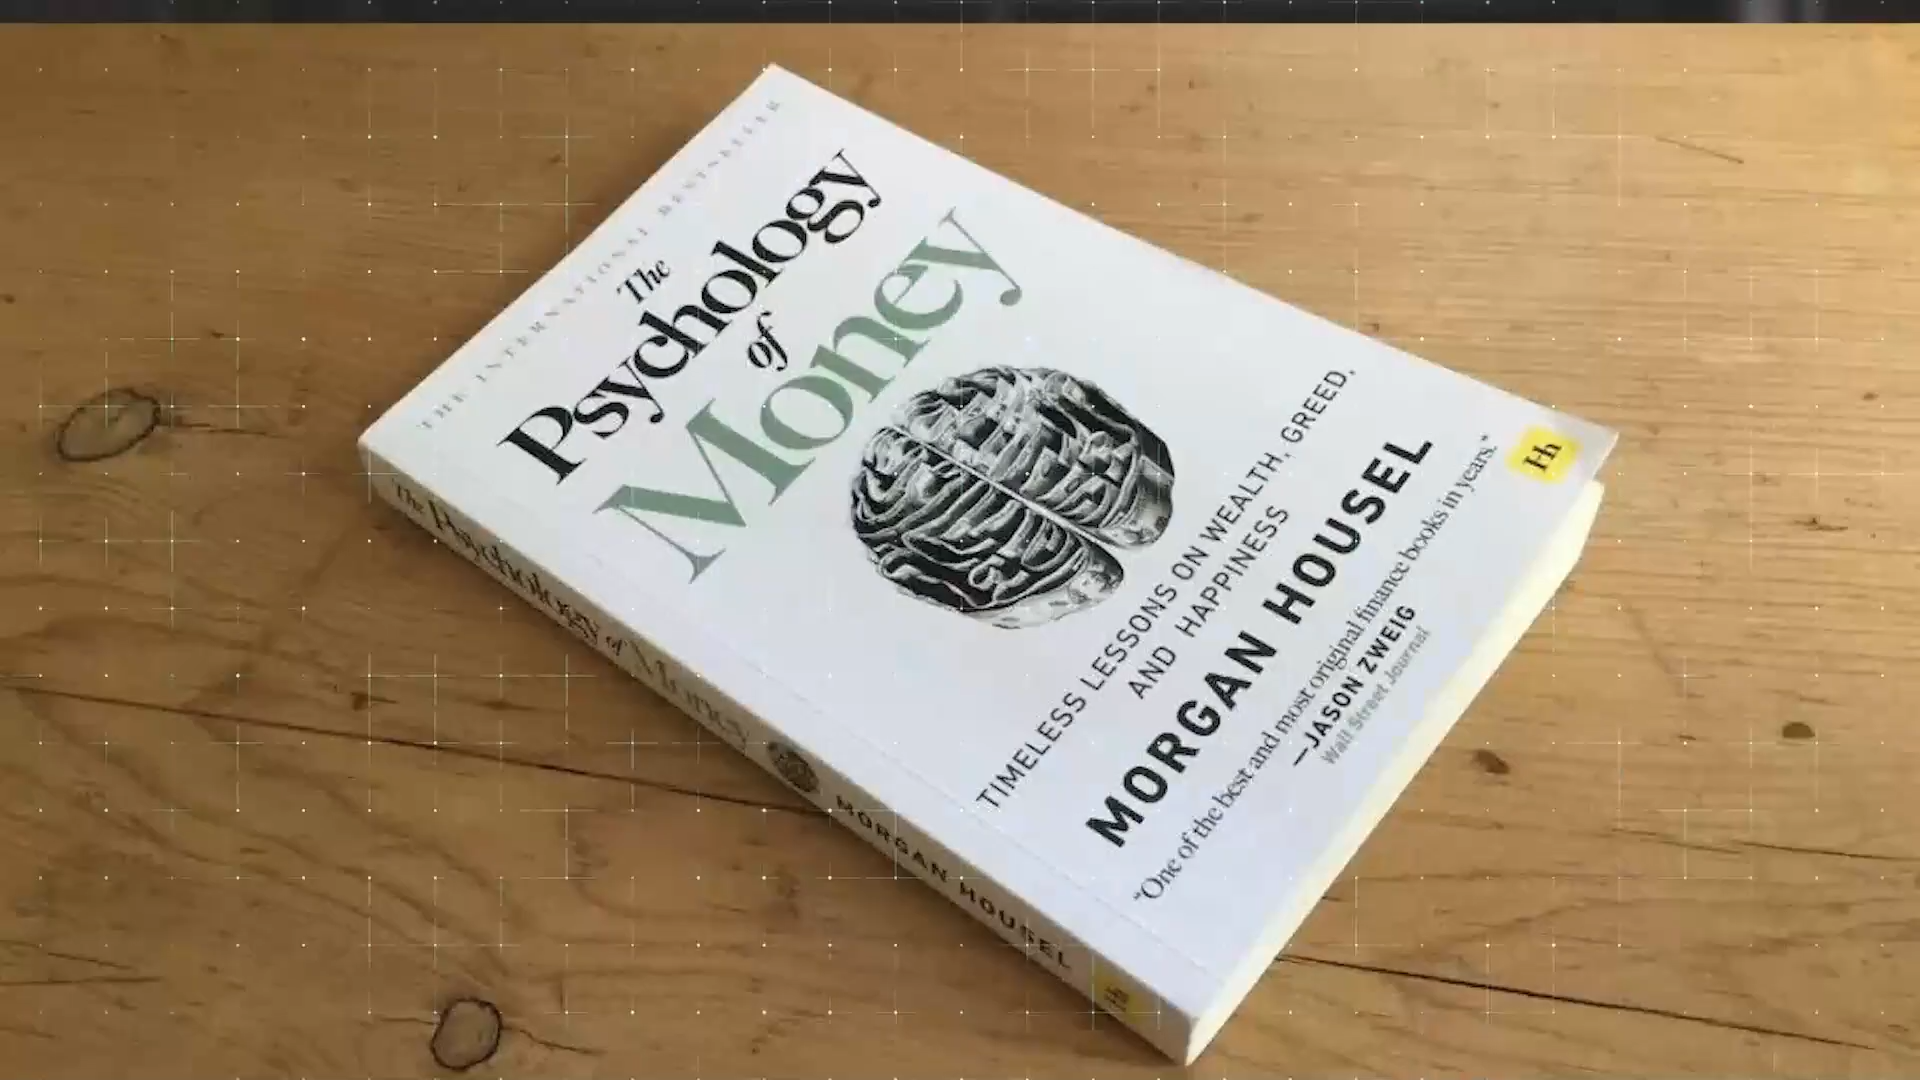 THE INTERNATIONAL BESTSELLER
The
Psychology
of
Money
TIMELESS LESSONS ON WEALTH, GREED,
AND HAPPINESS
MORGAN HOUSEL
"One of the best and most original finance books in years."
—JASON ZWEIG
Wall Street Journal
Hh
The Psychology of Money MORGAN HOUSEL Hh